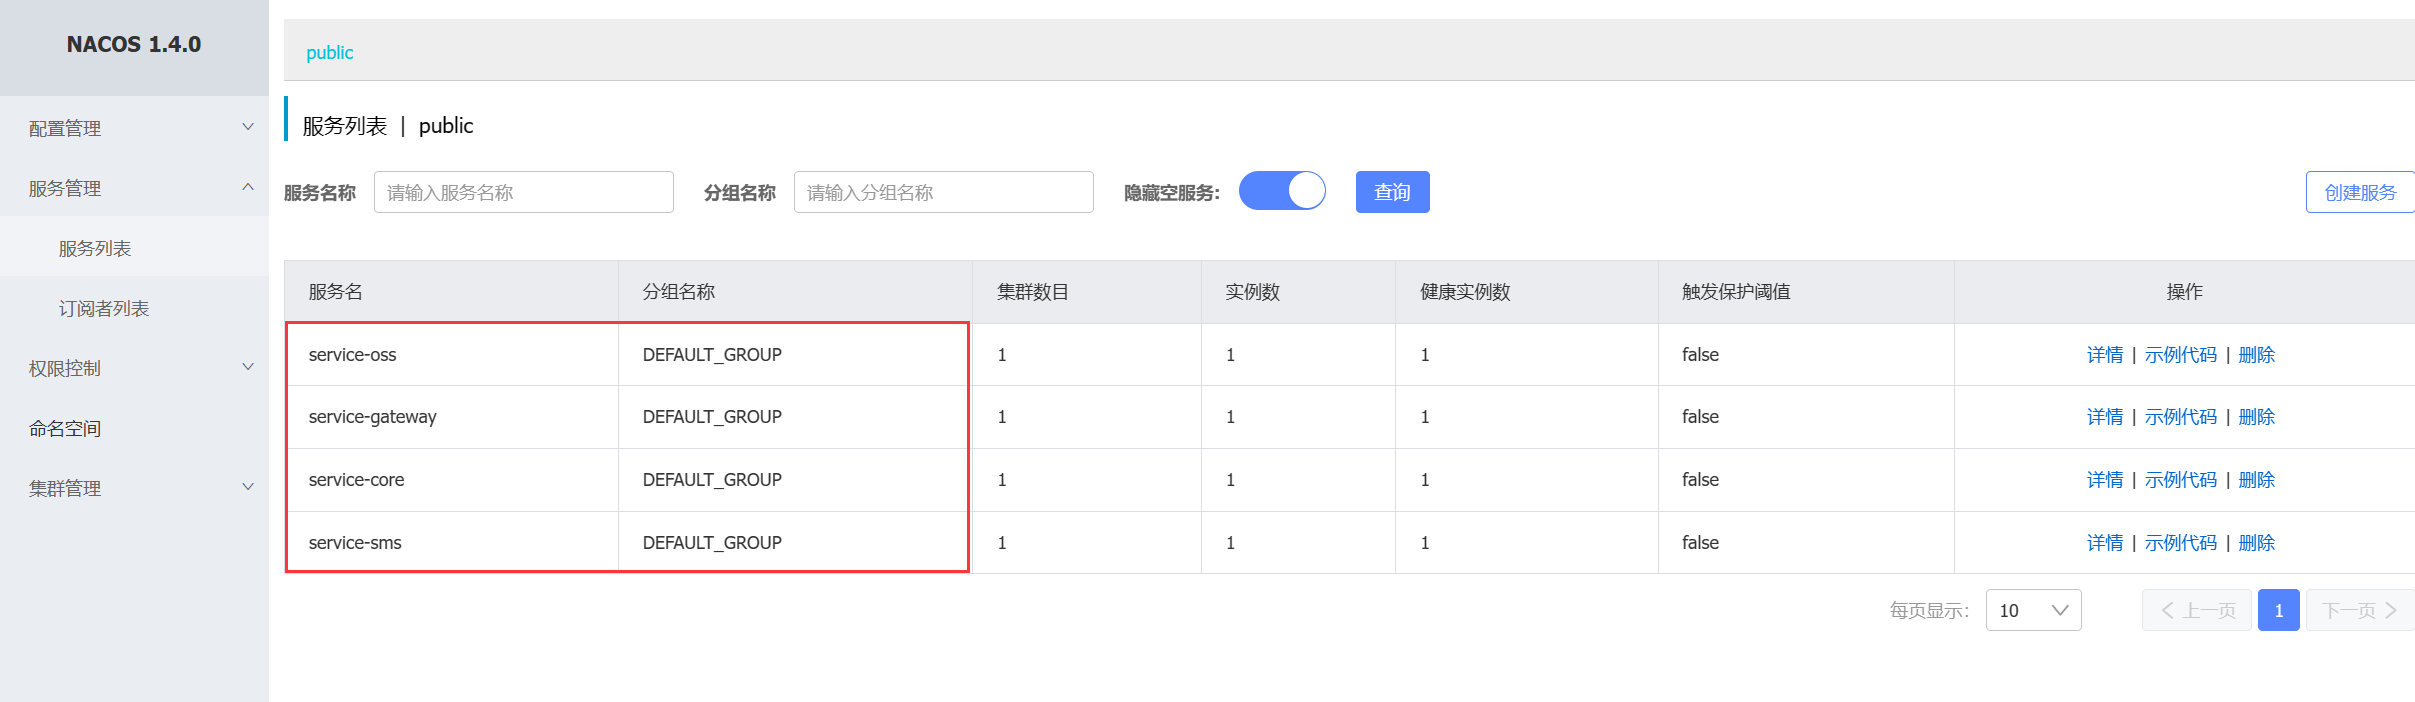 NACOS 1.4.0
配置管理
服务管理
服务列表
订阅者列表
权限控制
命名空间
集群管理
public
服务列表 | public
服务名称 请输入服务名称 分组名称 请输入分组名称 隐藏空服务: 查询 创建服务
服务名 分组名称 集群数目 实例数 健康实例数 触发保护阈值 操作
service-oss DEFAULT_GROUP 1 1 1 false 详情 | 示例代码 | 删除
service-gateway DEFAULT_GROUP 1 1 1 false 详情 | 示例代码 | 删除
service-core DEFAULT_GROUP 1 1 1 false 详情 | 示例代码 | 删除
service-sms DEFAULT_GROUP 1 1 1 false 详情 | 示例代码 | 删除
每页显示: 10 上一页 1 下一页